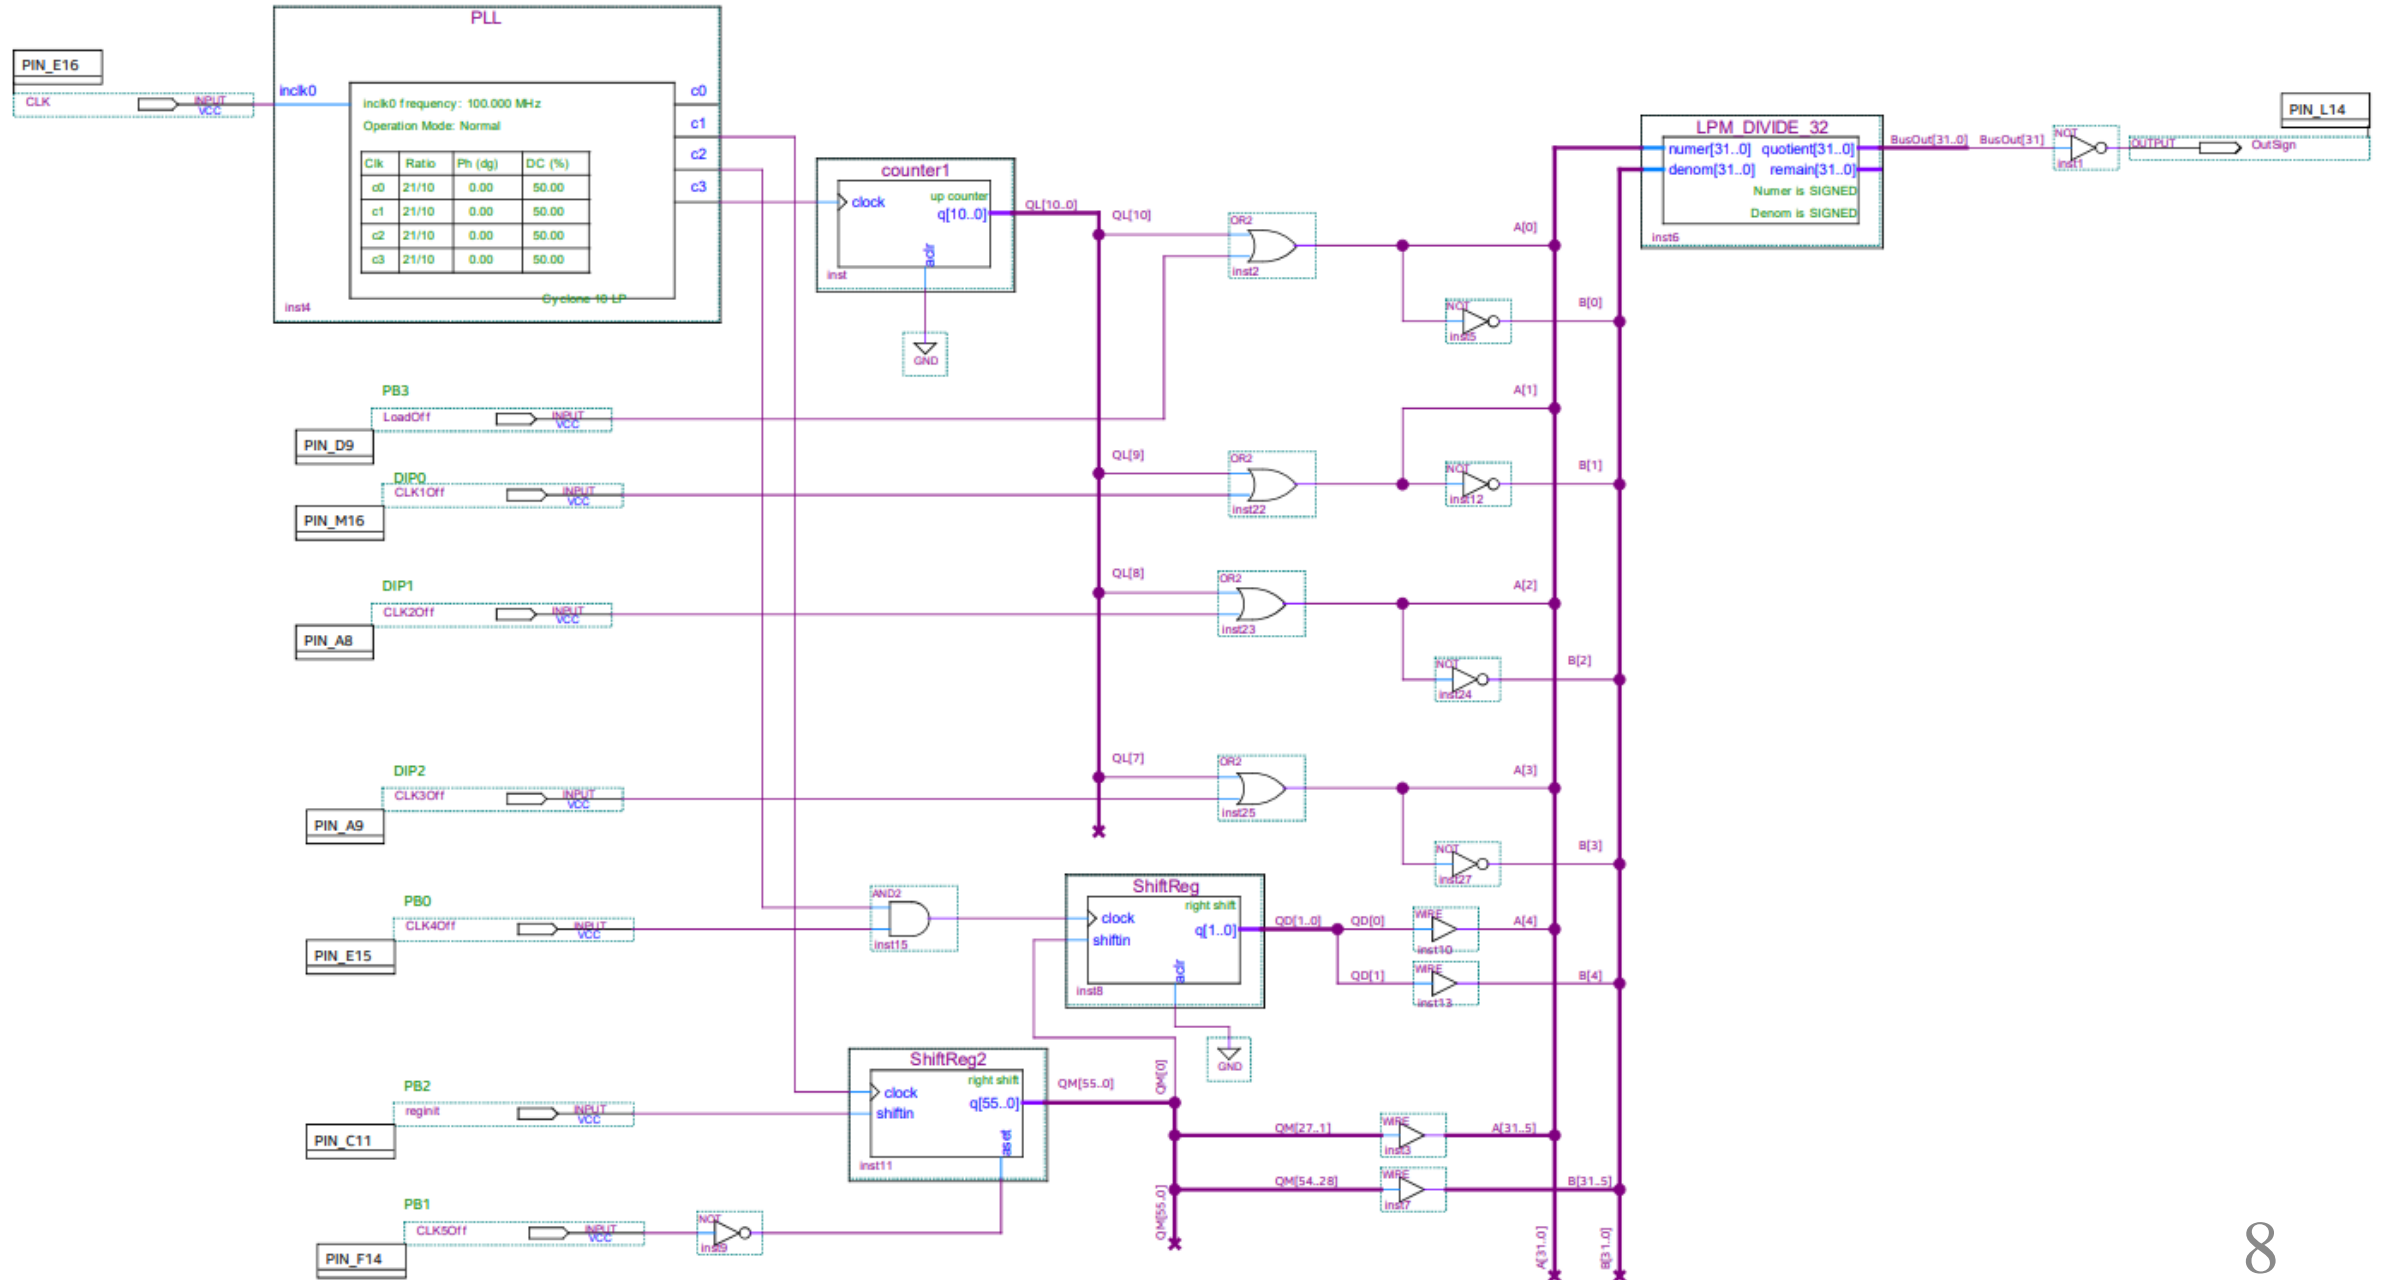 PLL
PIN_E16
CLK
INPUT
VCC
inclk0
inclk0 frequency: 100.000 MHz
Operation Mode: Normal
Clk Ratio Ph (dg) DC (%)
c0 21/10 0.00 50.00
c1 21/10 0.00 50.00
c2 21/10 0.00 50.00
c3 21/10 0.00 50.00
Cyclone 10 LP
inst4
c0
c1
c2
c3
counter1
up counter
clock
q[10..0]
aclr
inst
GND
QL[10..0]
QL[10]
OR2
inst2
A[0]
NOT
inst5
B[0]
LPM_DIVIDE_32
numer[31..0] quotient[31..0]
denom[31..0] remain[31..0]
Numer is SIGNED
Denom is SIGNED
inst6
BusOut[31..0] BusOut[31]
NOT
inst1
PIN_L14
OUTPUT
OutSign
PB3
LoadOff
INPUT
VCC
PIN_D9
A[1]
DIP0
CLK1Off
INPUT
VCC
PIN_M16
QL[9]
OR2
inst22
NOT
inst12
B[1]
DIP1
CLK2Off
INPUT
VCC
PIN_A8
QL[8]
OR2
inst23
A[2]
NOT
inst24
B[2]
DIP2
CLK3Off
INPUT
VCC
PIN_A9
QL[7]
OR2
inst25
A[3]
NOT
inst27
B[3]
PB0
CLK4Off
INPUT
VCC
PIN_E15
AND2
inst15
ShiftReg
right shift
clock
shiftin
q[1..0]
aclr
inst8
GND
QD[1..0] QD[0]
WIRE
inst10
A[4]
QD[1]
WIRE
inst13
B[4]
PB2
reginit
INPUT
VCC
PIN_C11
ShiftReg2
right shift
clock
shiftin
q[55..0]
aset
inst11
QM[55..0]
QM[0]
QM[27..1]
WIRE
inst3
A[31..5]
QM[54..28]
WIRE
inst7
B[31..5]
QM[55..0]
A[31..0]
B[31..0]
PB1
CLK5Off
INPUT
VCC
PIN_F14
NOT
inst9
8